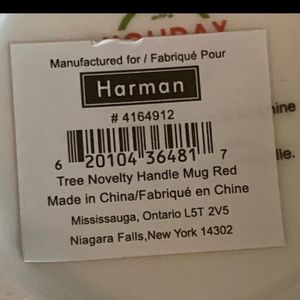 HOLIDAY
Manufactured for / Fabriqué Pour
Harman
# 4164912
6 20104 36481 7
Tree Novelty Handle Mug Red
Made in China/Fabriqué en Chine
Mississauga, Ontario L5T 2V5
Niagara Falls,New York 14302